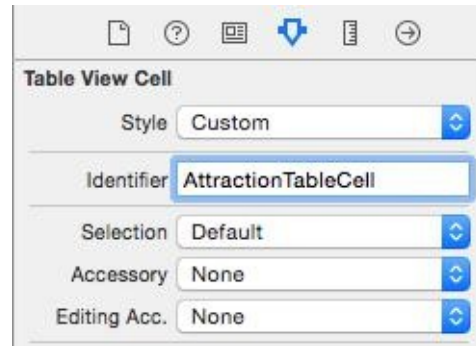 Table View Cell
Style Custom
Identifier AttractionTableCell
Selection Default
Accessory None
Editing Acc. None